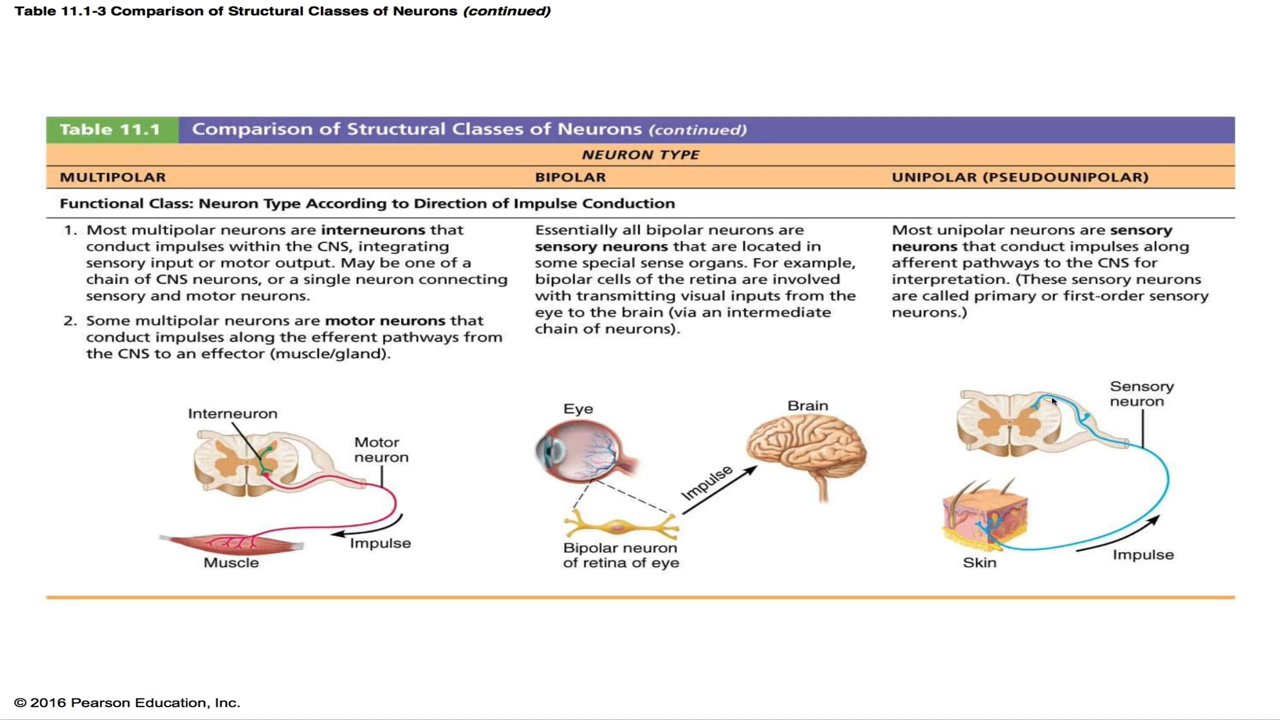 Table 11.1-3 Comparison of Structural Classes of Neurons (continued)
Table 11.1 Comparison of Structural Classes of Neurons (continued)
NEURON TYPE
MULTIPOLAR BIPOLAR UNIPOLAR (PSEUDOUNIPOLAR)
Functional Class: Neuron Type According to Direction of Impulse Conduction
1. Most multipolar neurons are interneurons that
conduct impulses within the CNS, integrating
sensory input or motor output. May be one of a
chain of CNS neurons, or a single neuron connecting
sensory and motor neurons.
2. Some multipolar neurons are motor neurons that
conduct impulses along the efferent pathways from
the CNS to an effector (muscle/gland).
Essentially all bipolar neurons are
sensory neurons that are located in
some special sense organs. For example,
bipolar cells of the retina are involved
with transmitting visual inputs from the
eye to the brain (via an intermediate
chain of neurons).
Most unipolar neurons are sensory
neurons that conduct impulses along
afferent pathways to the CNS for
interpretation. (These sensory neurons
are called primary or first-order sensory
neurons.)
Interneuron
Motor
neuron
Impulse
Muscle
Eye
Brain
Impulse
Bipolar neuron
of retina of eye
Sensory
neuron
Impulse
Skin
© 2016 Pearson Education, Inc.